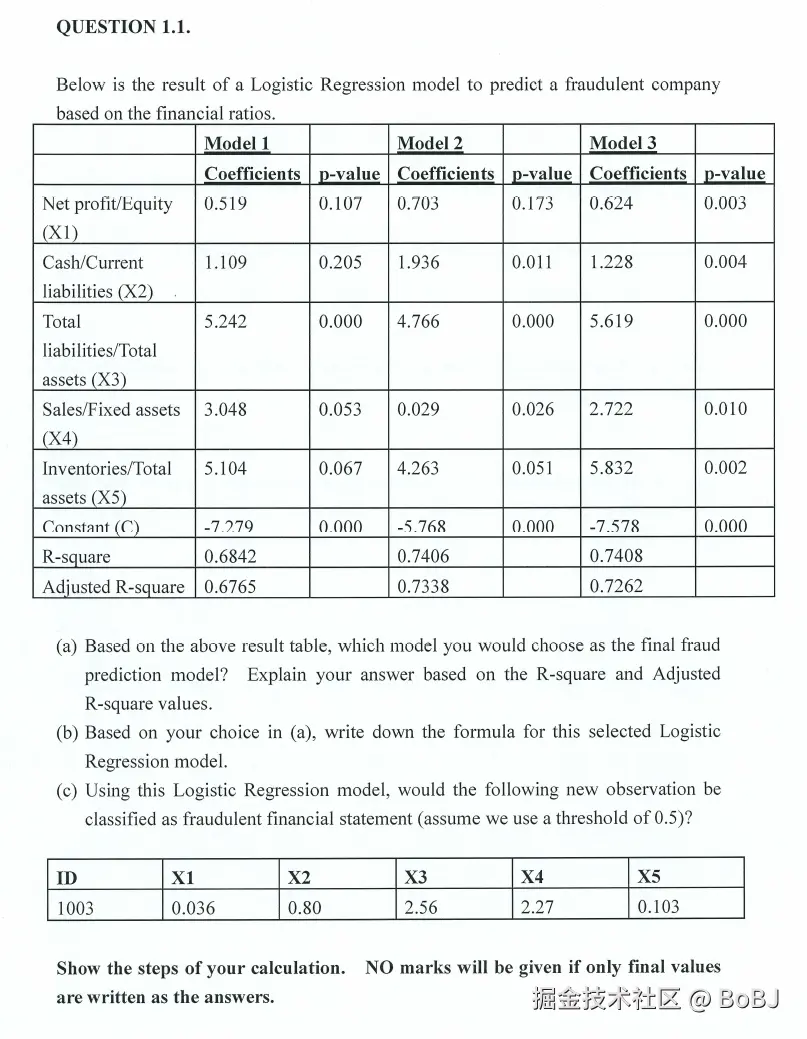 QUESTION 1.1.
Below is the result of a Logistic Regression model to predict a fraudulent company
based on the financial ratios.
Model 1 Model 2 Model 3
Coefficients p-value Coefficients p-value Coefficients p-value
Net profit/Equity 0.519 0.107 0.703 0.173 0.624 0.003
(X1)
Cash/Current 1.109 0.205 1.936 0.011 1.228 0.004
liabilities (X2)
Total 5.242 0.000 4.766 0.000 5.619 0.000
liabilities/Total
assets (X3)
Sales/Fixed assets 3.048 0.053 0.029 0.026 2.722 0.010
(X4)
Inventories/Total 5.104 0.067 4.263 0.051 5.832 0.002
assets (X5)
Constant (C) -7.279 0.000 -5.768 0.000 -7.578 0.000
R-square 0.6842 0.7406 0.7408
Adjusted R-square 0.6765 0.7338 0.7262
(a) Based on the above result table, which model you would choose as the final fraud
prediction model? Explain your answer based on the R-square and Adjusted
R-square values.
(b) Based on your choice in (a), write down the formula for this selected Logistic
Regression model.
(c) Using this Logistic Regression model, would the following new observation be
classified as fraudulent financial statement (assume we use a threshold of 0.5)?
ID X1 X2 X3 X4 X5
1003 0.036 0.80 2.56 2.27 0.103
Show the steps of your calculation. NO marks will be given if only final values
are written as the answers.
掘金技术社区 @ BoBJ